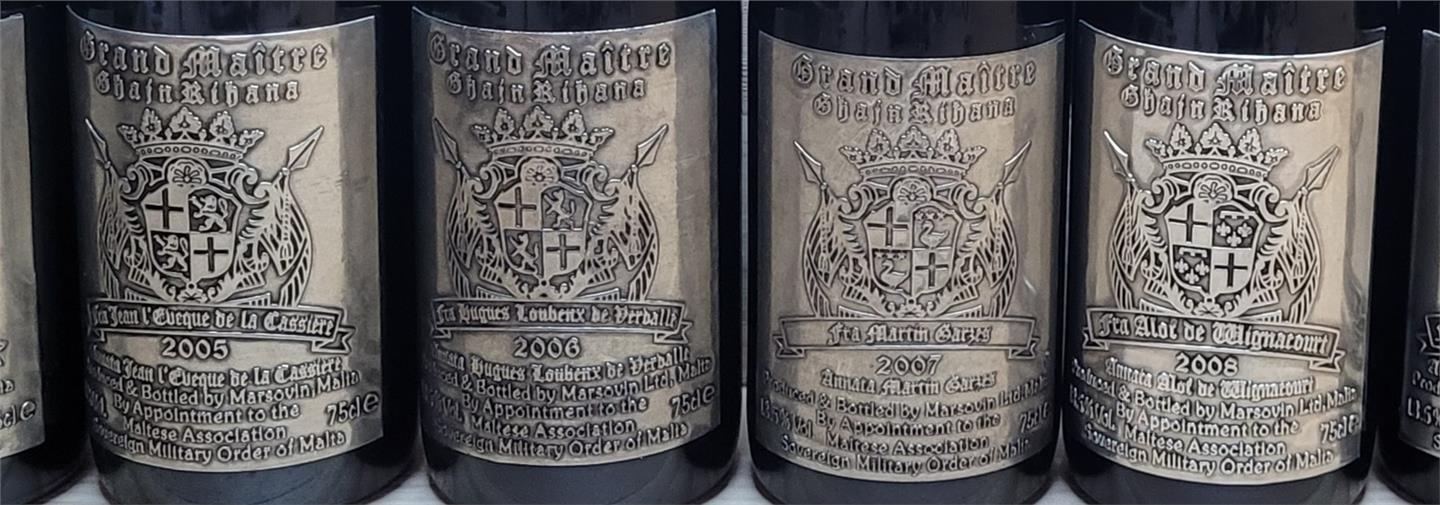 Grand Maître
Ghajn Rihana
Fra Jean l'Eveque de la Cassiere
2005
Annata Jean l'Eveque de la Cassiere
Produced & Bottled by Marsovin Malta
By Appointment to the 75cl e
Maltese Association
Sovereign Military Order of Malta
Grand Maître
Ghajn Rihana
Fra Hugues Loubenx de Verdalle
2006
Annata Hugues Loubenx de Verdalle
Produced & Bottled by Marsovin Ltd, Malta
By Appointment to the 75cl e
Maltese Association
Sovereign Military Order of Malta
Grand Maître
Ghajn Rihana
Fra Martin Garzs
2007
Annata Martin Garzs
Produced & Bottled by Marsovin Ltd, Malta
By Appointment to the 75cl e
13.5% Vol. Maltese Association
Sovereign Military Order of Malta
Grand Maître
Ghajn Rihana
Fra Alof de Wignacourt
2008
Annata Alof de Wignacourt
Produced & Bottled by Marsovin Ltd, Malta
By Appointment to the 75cl e
Maltese Association
Sovereign Military Order of Malta